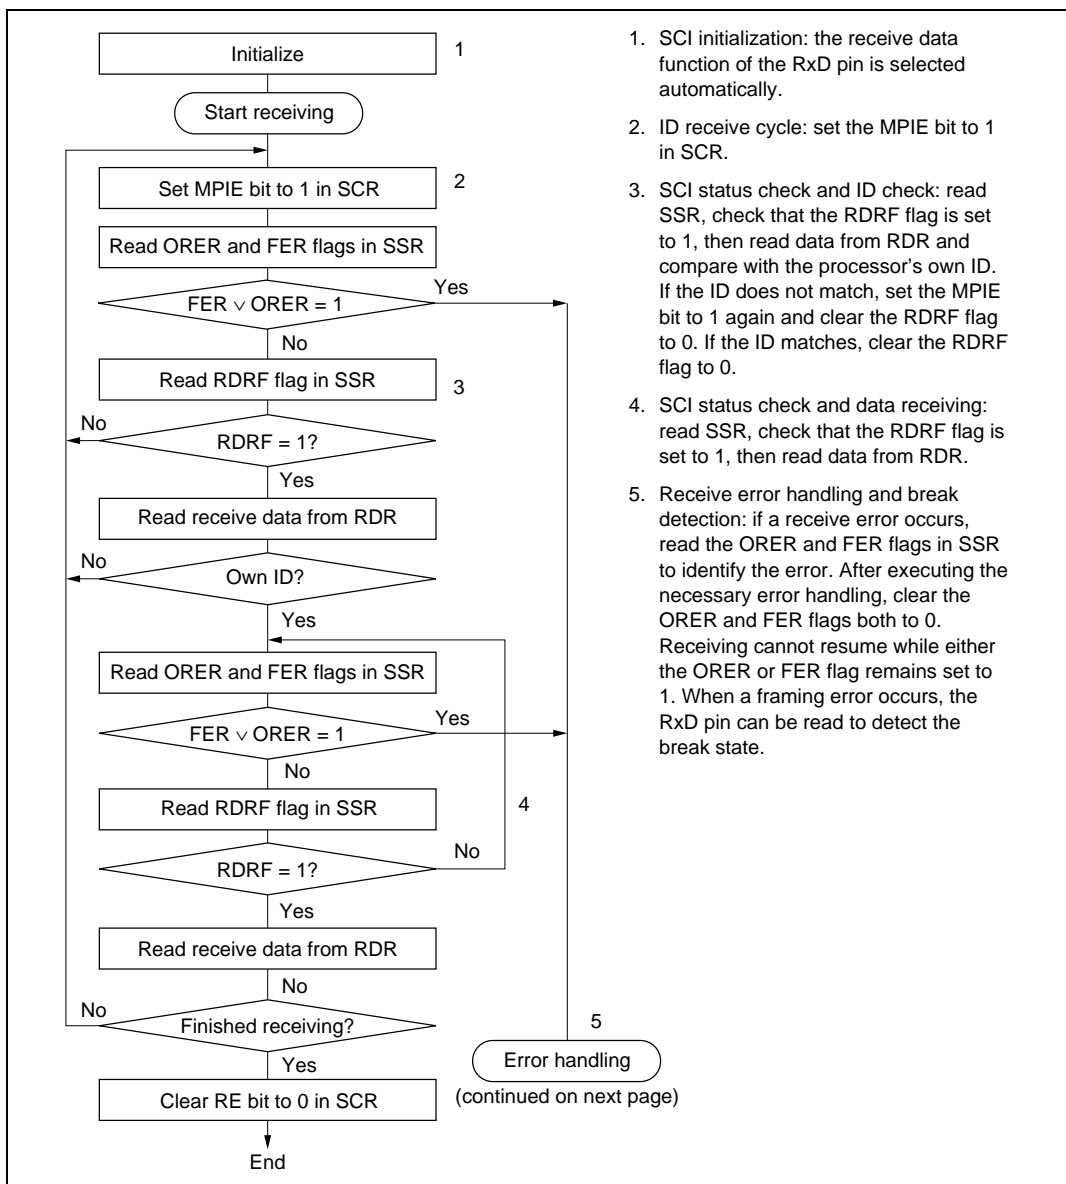 Initialize
1
Start receiving
Set MPIE bit to 1 in SCR
2
Read ORER and FER flags in SSR
FER ∨ ORER = 1
Yes
No
Read RDRF flag in SSR
3
No
RDRF = 1?
Yes
Read receive data from RDR
No
Own ID?
Yes
Read ORER and FER flags in SSR
FER ∨ ORER = 1
Yes
No
Read RDRF flag in SSR
4
RDRF = 1?
No
Yes
Read receive data from RDR
No
No
Finished receiving?
Yes
Clear RE bit to 0 in SCR
End
5
Error handling
(continued on next page)
1. SCI initialization: the receive data
function of the RxD pin is selected
automatically.
2. ID receive cycle: set the MPIE bit to 1
in SCR.
3. SCI status check and ID check: read
SSR, check that the RDRF flag is set
to 1, then read data from RDR and
compare with the processor's own ID.
If the ID does not match, set the MPIE
bit to 1 again and clear the RDRF flag
to 0. If the ID matches, clear the RDRF
flag to 0.
4. SCI status check and data receiving:
read SSR, check that the RDRF flag is
set to 1, then read data from RDR.
5. Receive error handling and break
detection: if a receive error occurs,
read the ORER and FER flags in SSR
to identify the error. After executing the
necessary error handling, clear the
ORER and FER flags both to 0.
Receiving cannot resume while either
the ORER or FER flag remains set to
1. When a framing error occurs, the
RxD pin can be read to detect the
break state.